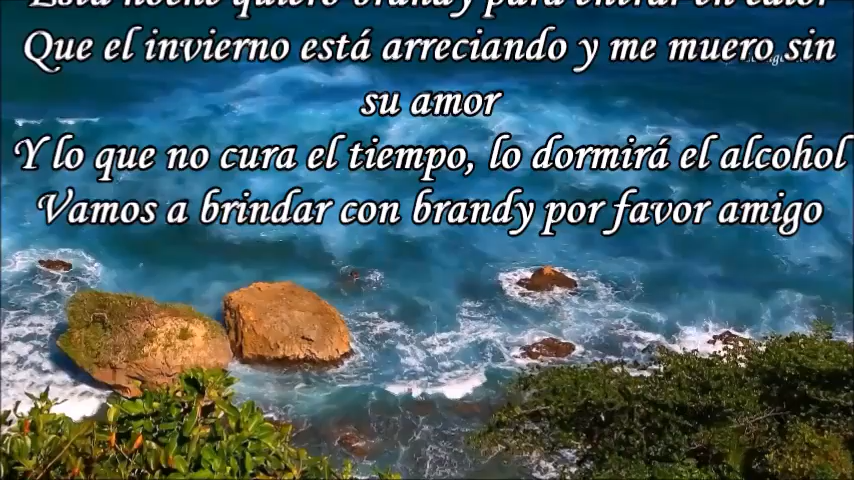 Esta noche quiero brandy para entrar en calor
Que el invierno está arreciando y me muero sin
su amor
Y lo que no cura el tiempo, lo dormirá el alcohol
Vamos a brindar con brandy por favor amigo